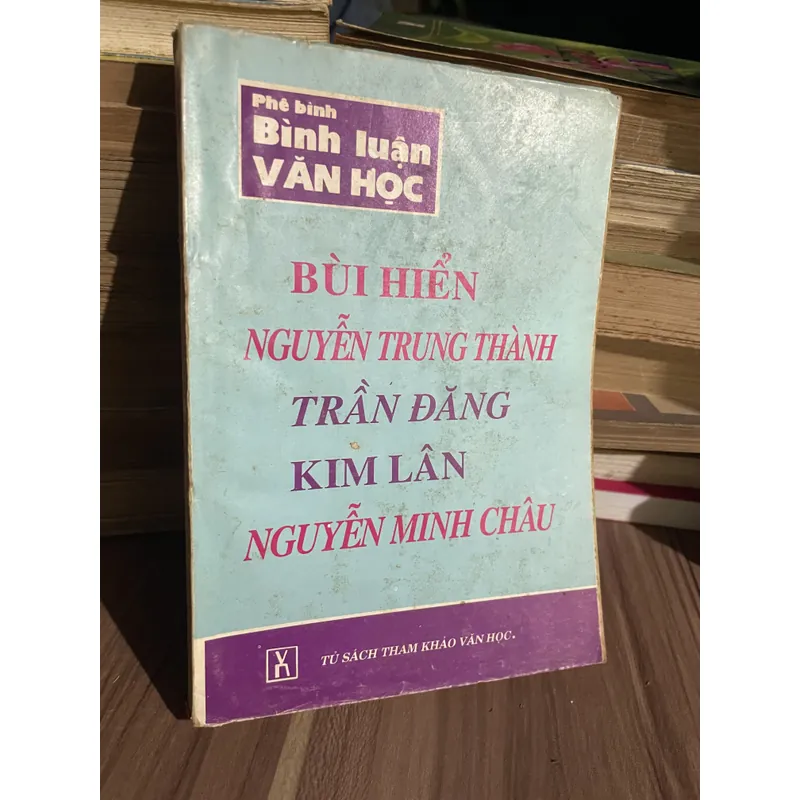 Phê bình
Bình luận
VĂN HỌC
BÙI HIỂN
NGUYỄN TRUNG THÀNH
TRẦN ĐĂNG
KIM LÂN
NGUYỄN MINH CHÂU
TỦ SÁCH THAM KHẢO VĂN HỌC.